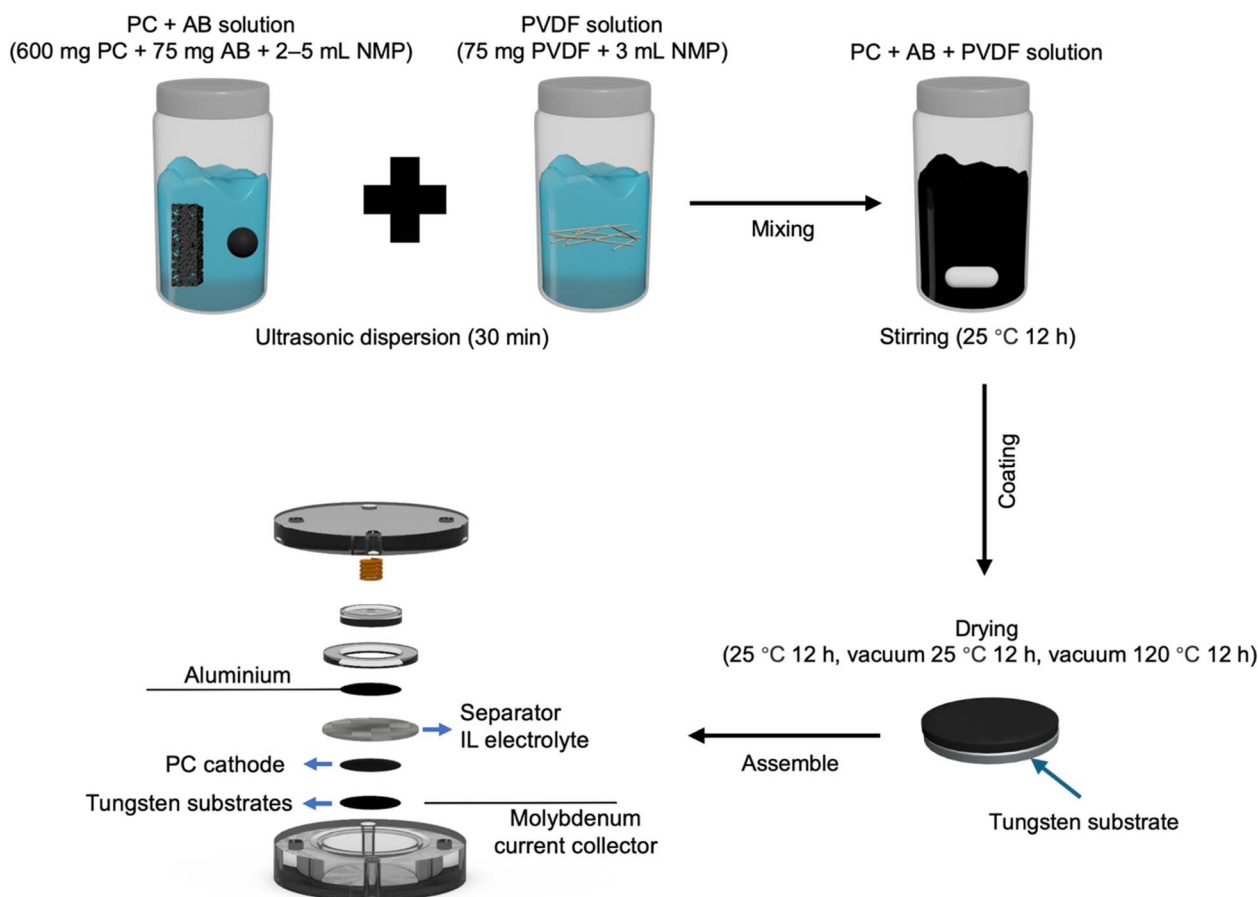 PC + AB solution
(600 mg PC + 75 mg AB + 2–5 mL NMP)
PVDF solution
(75 mg PVDF + 3 mL NMP)
PC + AB + PVDF solution
Mixing
Ultrasonic dispersion (30 min)
Stirring (25 °C 12 h)
Coating
Drying
(25 °C 12 h, vacuum 25 °C 12 h, vacuum 120 °C 12 h)
Aluminium
Separator
IL electrolyte
PC cathode
Tungsten substrates
Molybdenum
current collector
Assemble
Tungsten substrate